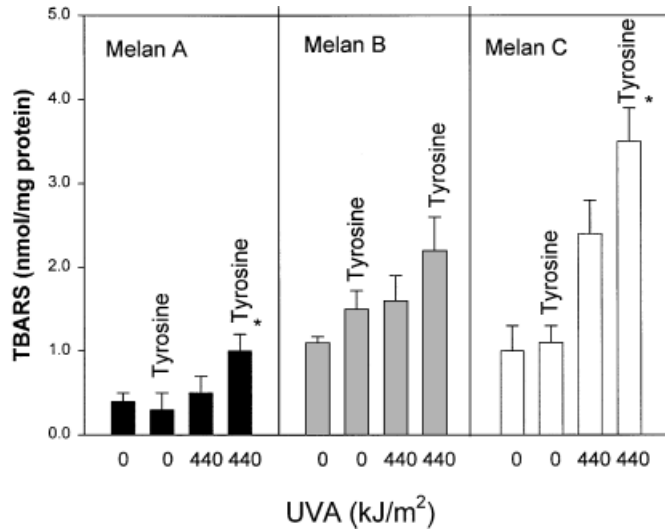 5.0
4.0
3.0
2.0
1.0
0.0
TBARS (nmol/mg protein)
Melan A
Tyrosine
Tyrosine
*
Melan B
Tyrosine
Tyrosine
Melan C
Tyrosine
Tyrosine
*
0 0 440 440 0 0 440 440 0 0 440 440
UVA (kJ/m²)